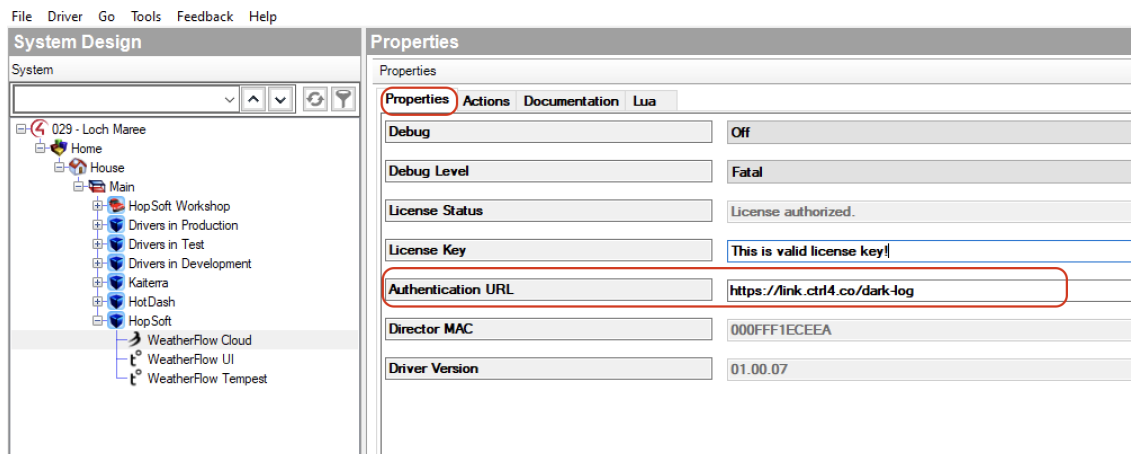 File Driver Go Tools Feedback Help
System Design
System
029 - Loch Maree
Home
House
Main
HopSoft Workshop
Drivers in Production
Drivers in Test
Drivers in Development
Kaiterra
HotDash
HopSoft
WeatherFlow Cloud
WeatherFlow UI
WeatherFlow Tempest
Properties
Properties
Properties Actions Documentation Lua
Debug Off
Debug Level Fatal
License Status License authorized.
License Key This is valid license key!
Authentication URL https://link.ctrl4.co/dark-log
Director MAC 000FFF1ECEEA
Driver Version 01.00.07